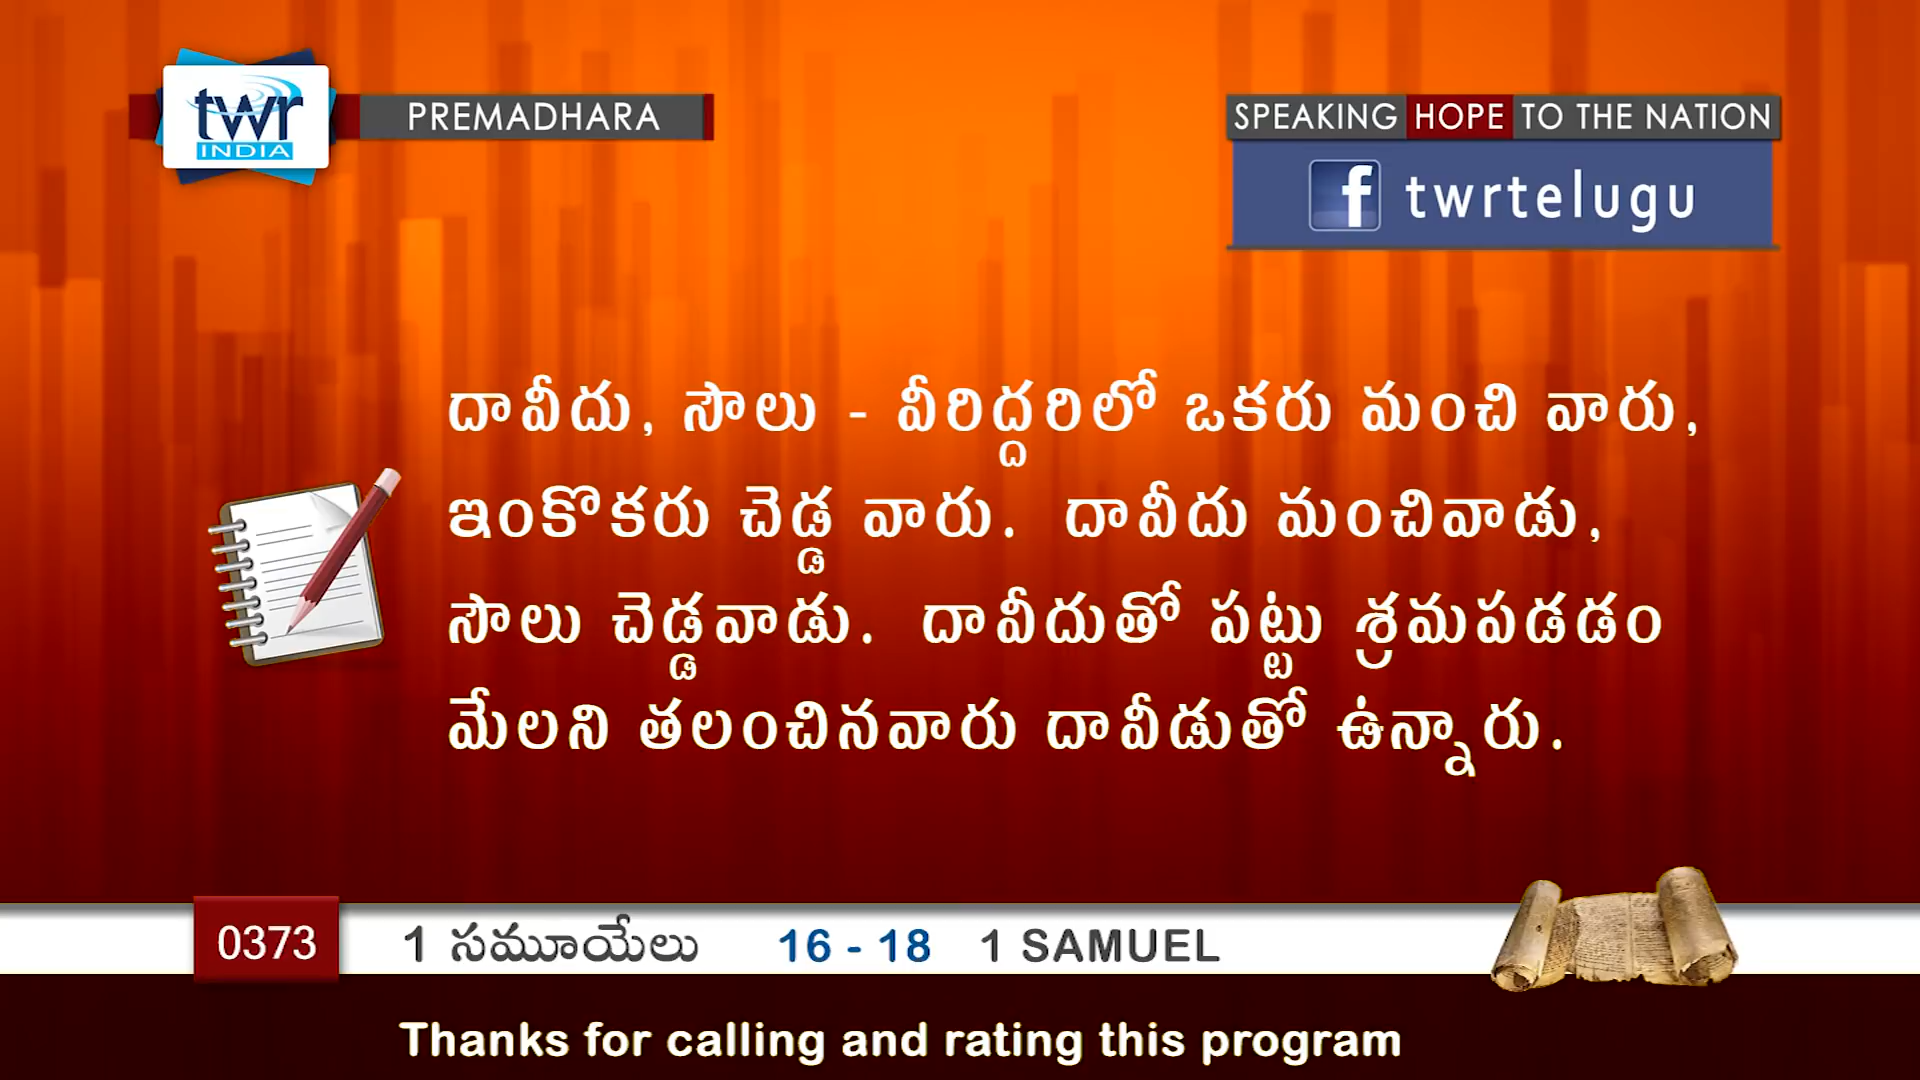 twr
INDIA
PREMADHARA
SPEAKING HOPE TO THE NATION
f twrtelugu
దావీదు, సౌలు - వీరిద్దరిలో ఒకరు మంచి వారు,
ఇంకొకరు చెడ్డ వారు. దావీదు మంచివాడు,
సౌలు చెడ్డవాడు. దావీదుతో పట్టు శ్రమపడడం
మేలని తలంచినవారు దావీడుతో ఉన్నారు.
0373 1 సమూయేలు 16 - 18 1 SAMUEL
Thanks for calling and rating this program